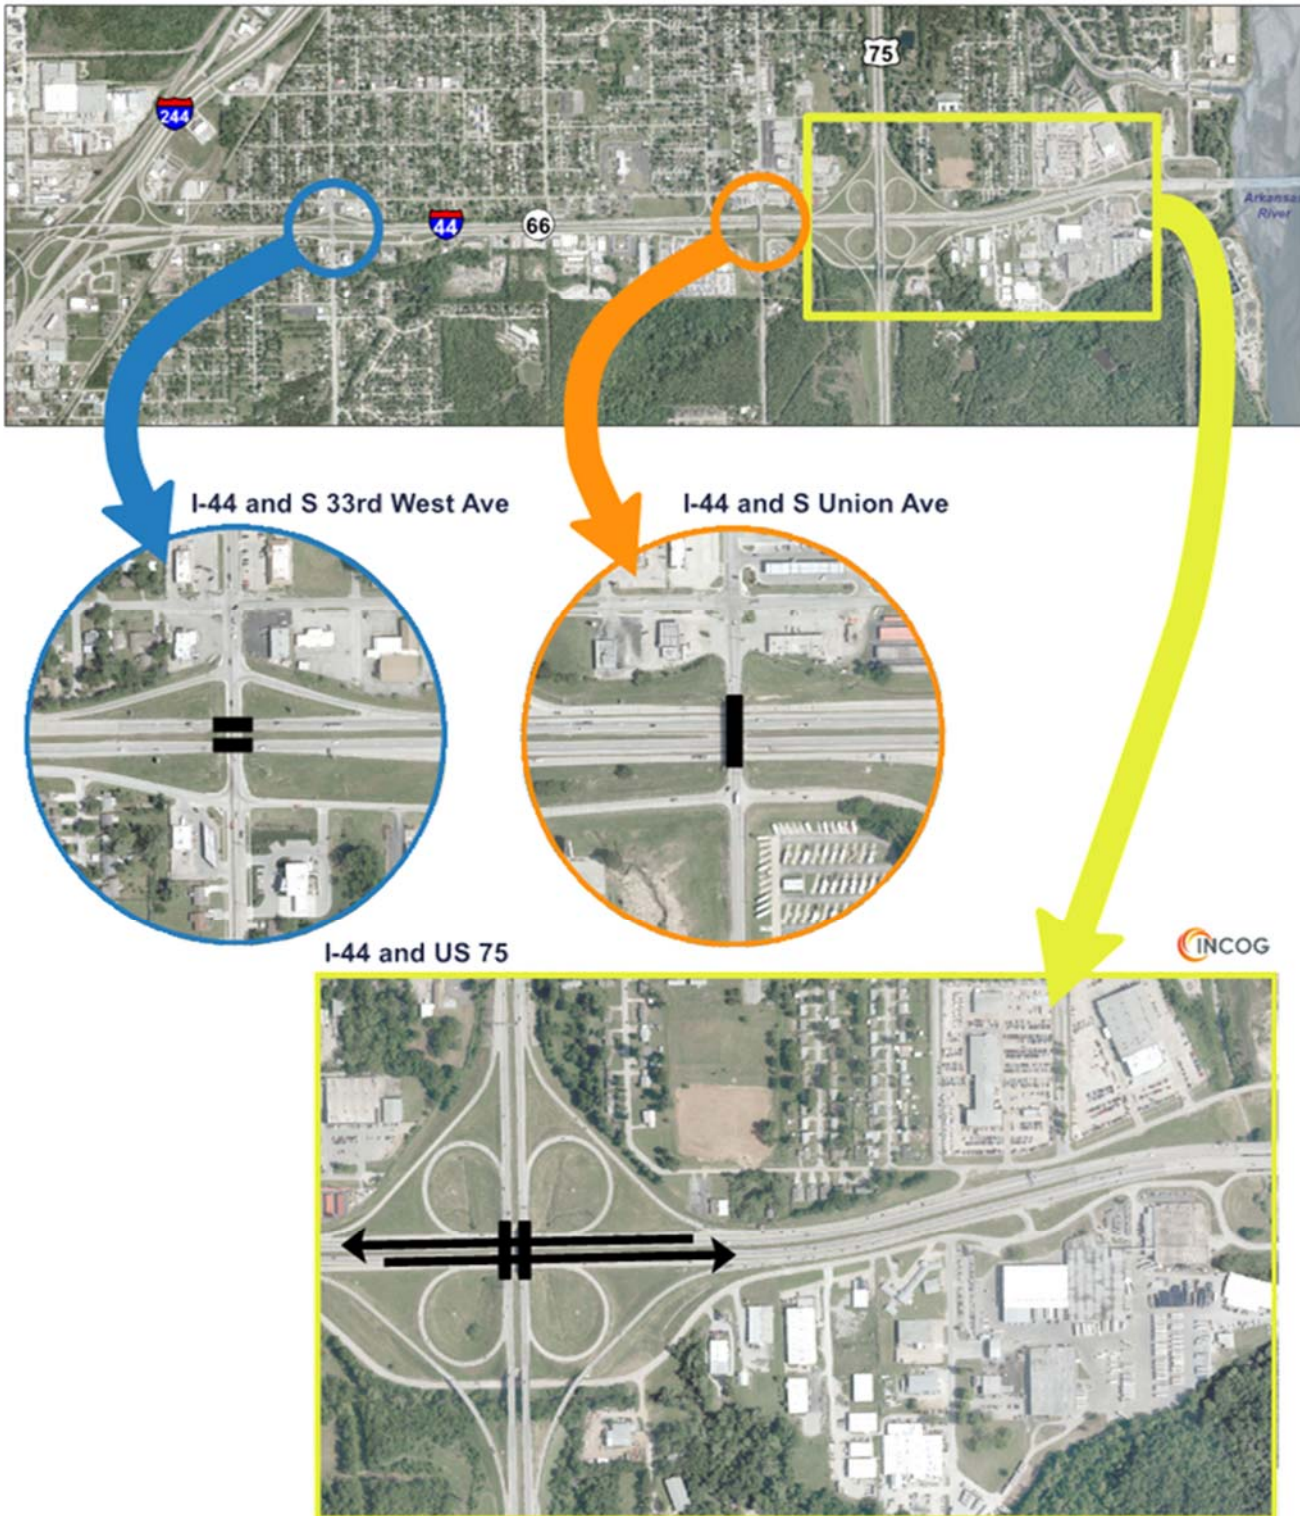 75
244
44
66
Arkansas
River
I-44 and S 33rd West Ave
I-44 and S Union Ave
I-44 and US 75
INCOG